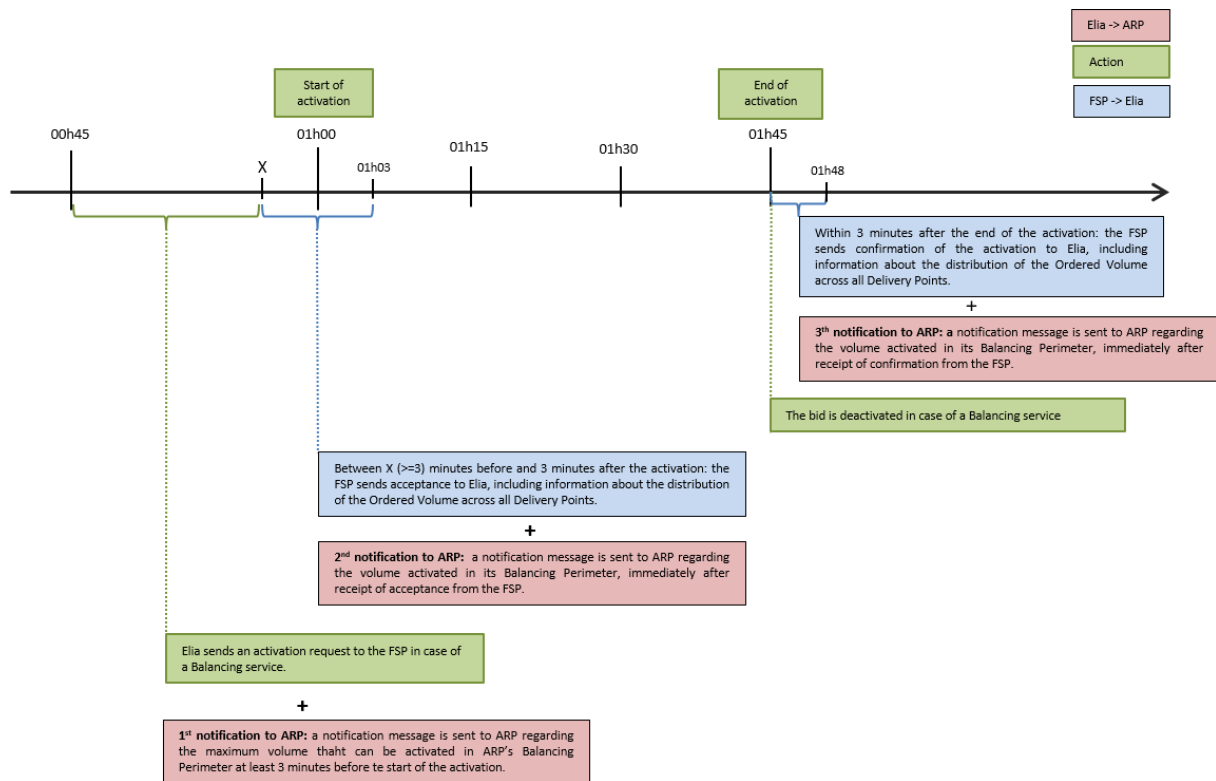 Elia -> ARP
Action
FSP -> Elia
Start of
activation
End of
activation
00h45
X
01h00
01h03
01h15
01h30
01h45
01h48
Within 3 minutes after the end of the activation: the FSP
sends confirmation of the activation to Elia, including
information about the distribution of the Ordered Volume
across all Delivery Points.
+
3th notification to ARP: a notification message is sent to ARP regarding
the volume activated in its Balancing Perimeter, immediately after
receipt of confirmation from the FSP.
The bid is deactivated in case of a Balancing service
Between X (>=3) minutes before and 3 minutes after the activation: the
FSP sends acceptance to Elia, including information about the distribution
of the Ordered Volume across all Delivery Points.
+
2nd notification to ARP: a notification message is sent to ARP regarding
the volume activated in its Balancing Perimeter, immediately after
receipt of acceptance from the FSP.
Elia sends an activation request to the FSP in case of
a Balancing service.
+
1st notification to ARP: a notification message is sent to ARP regarding
the maximum volume thaht can be activated in ARP's Balancing
Perimeter at least 3 minutes before te start of the activation.